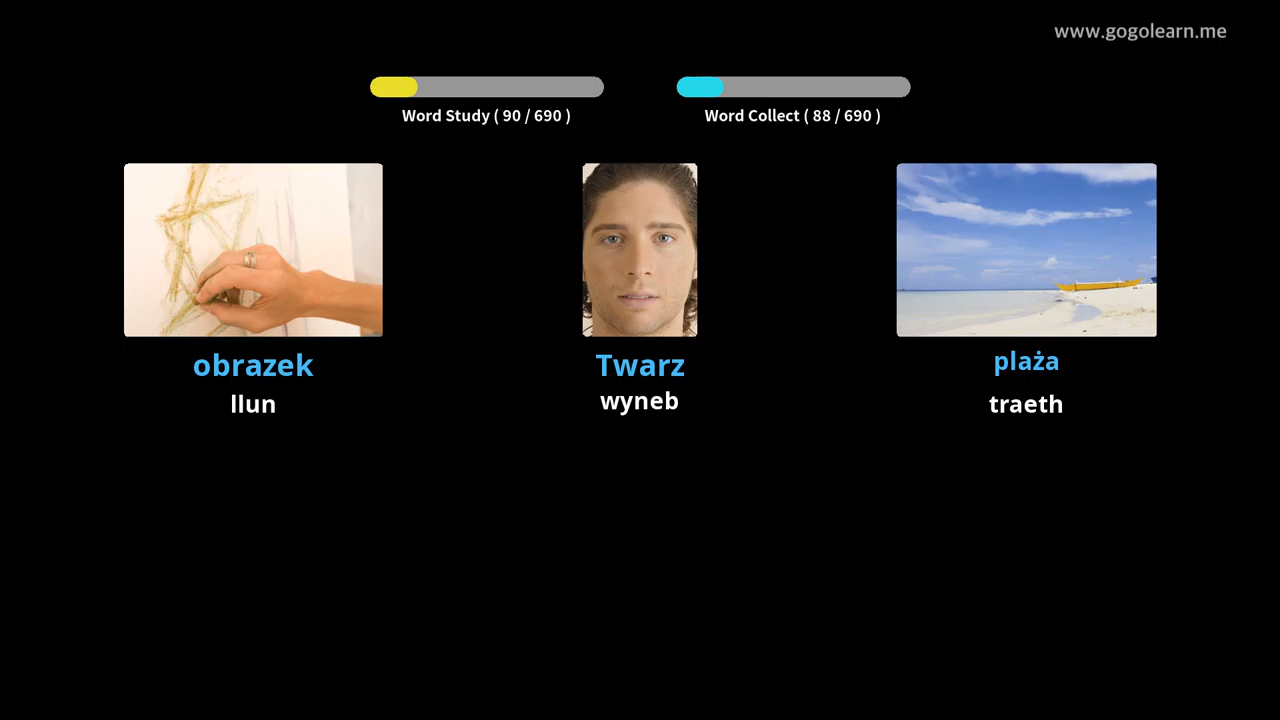 www.gogolearn.me
Word Study ( 90 / 690 )
Word Collect ( 88 / 690 )
obrazek
llun
Twarz
wyneb
plaża
traeth